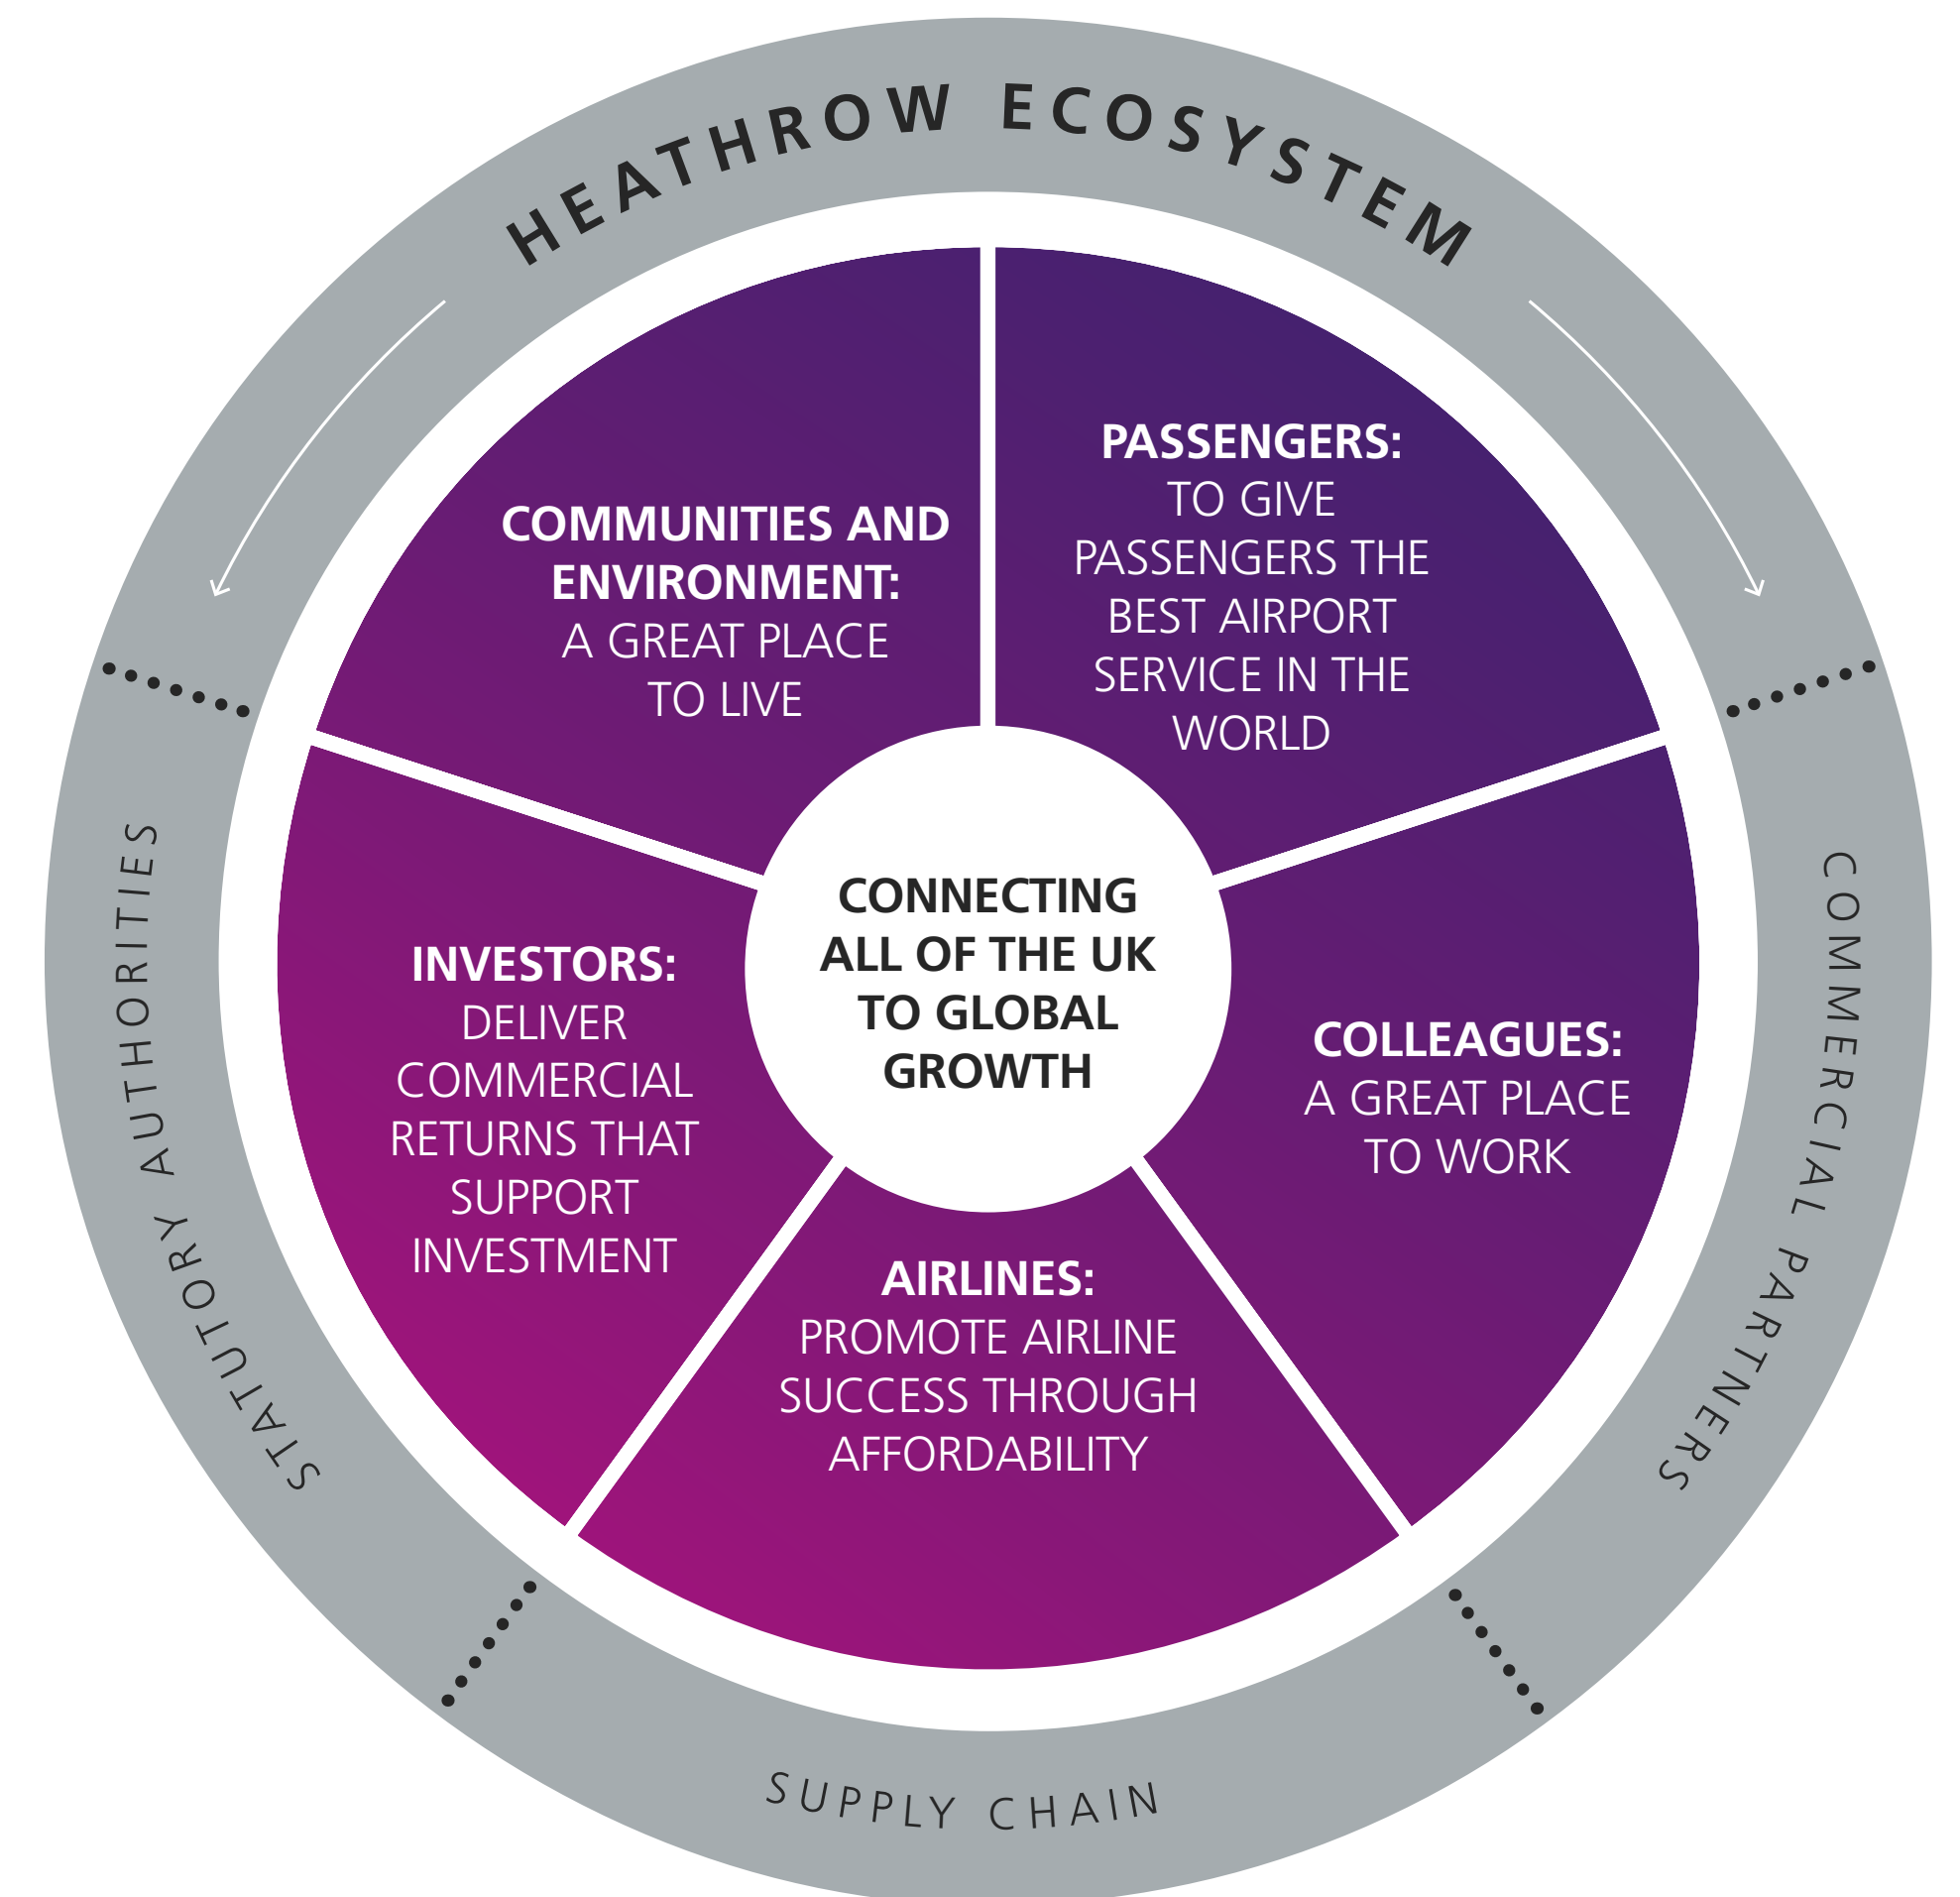 HEATHROW ECOSYSTEM
PASSENGERS:
TO GIVE
PASSENGERS THE
BEST AIRPORT
SERVICE IN THE
WORLD
COLLEAGUES:
A GREAT PLACE
TO WORK
AIRLINES:
PROMOTE AIRLINE
SUCCESS THROUGH
AFFORDABILITY
INVESTORS:
DELIVER
COMMERCIAL
RETURNS THAT
SUPPORT
INVESTMENT
COMMUNITIES AND
ENVIRONMENT:
A GREAT PLACE
TO LIVE
CONNECTING
ALL OF THE UK
TO GLOBAL
GROWTH
COMMERCIAL PARTNERS
SUPPLY CHAIN
STATUTORY AUTHORITIES